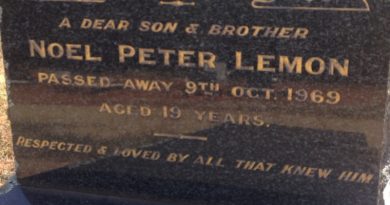 A DEAR SON & BROTHER
NOEL PETER LEMON
PASSED AWAY 9TH OCT. 1969
AGED 19 YEARS.
RESPECTED & LOVED BY ALL THAT KNEW HIM